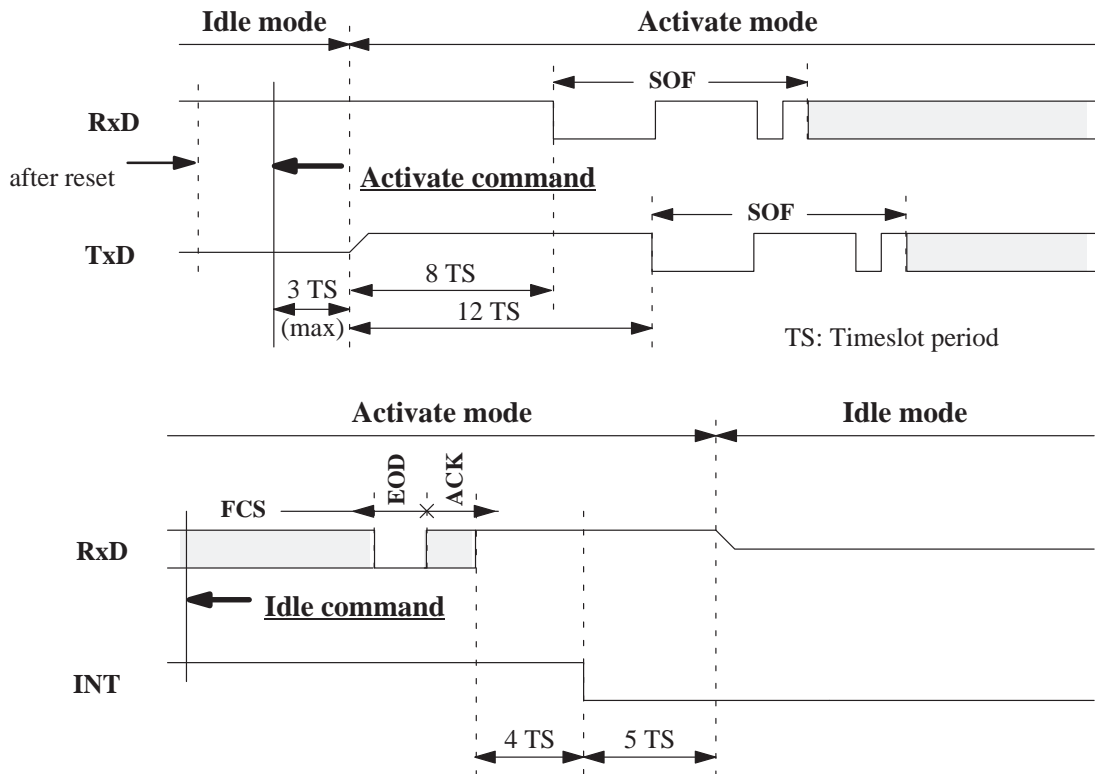 Idle mode
Activate mode
SOF
RxD
after reset
Activate command
SOF
TxD
8 TS
3 TS
(max)
12 TS
TS: Timeslot period
Activate mode
Idle mode
EOD
ACK
FCS
RxD
Idle command
INT
4 TS
5 TS